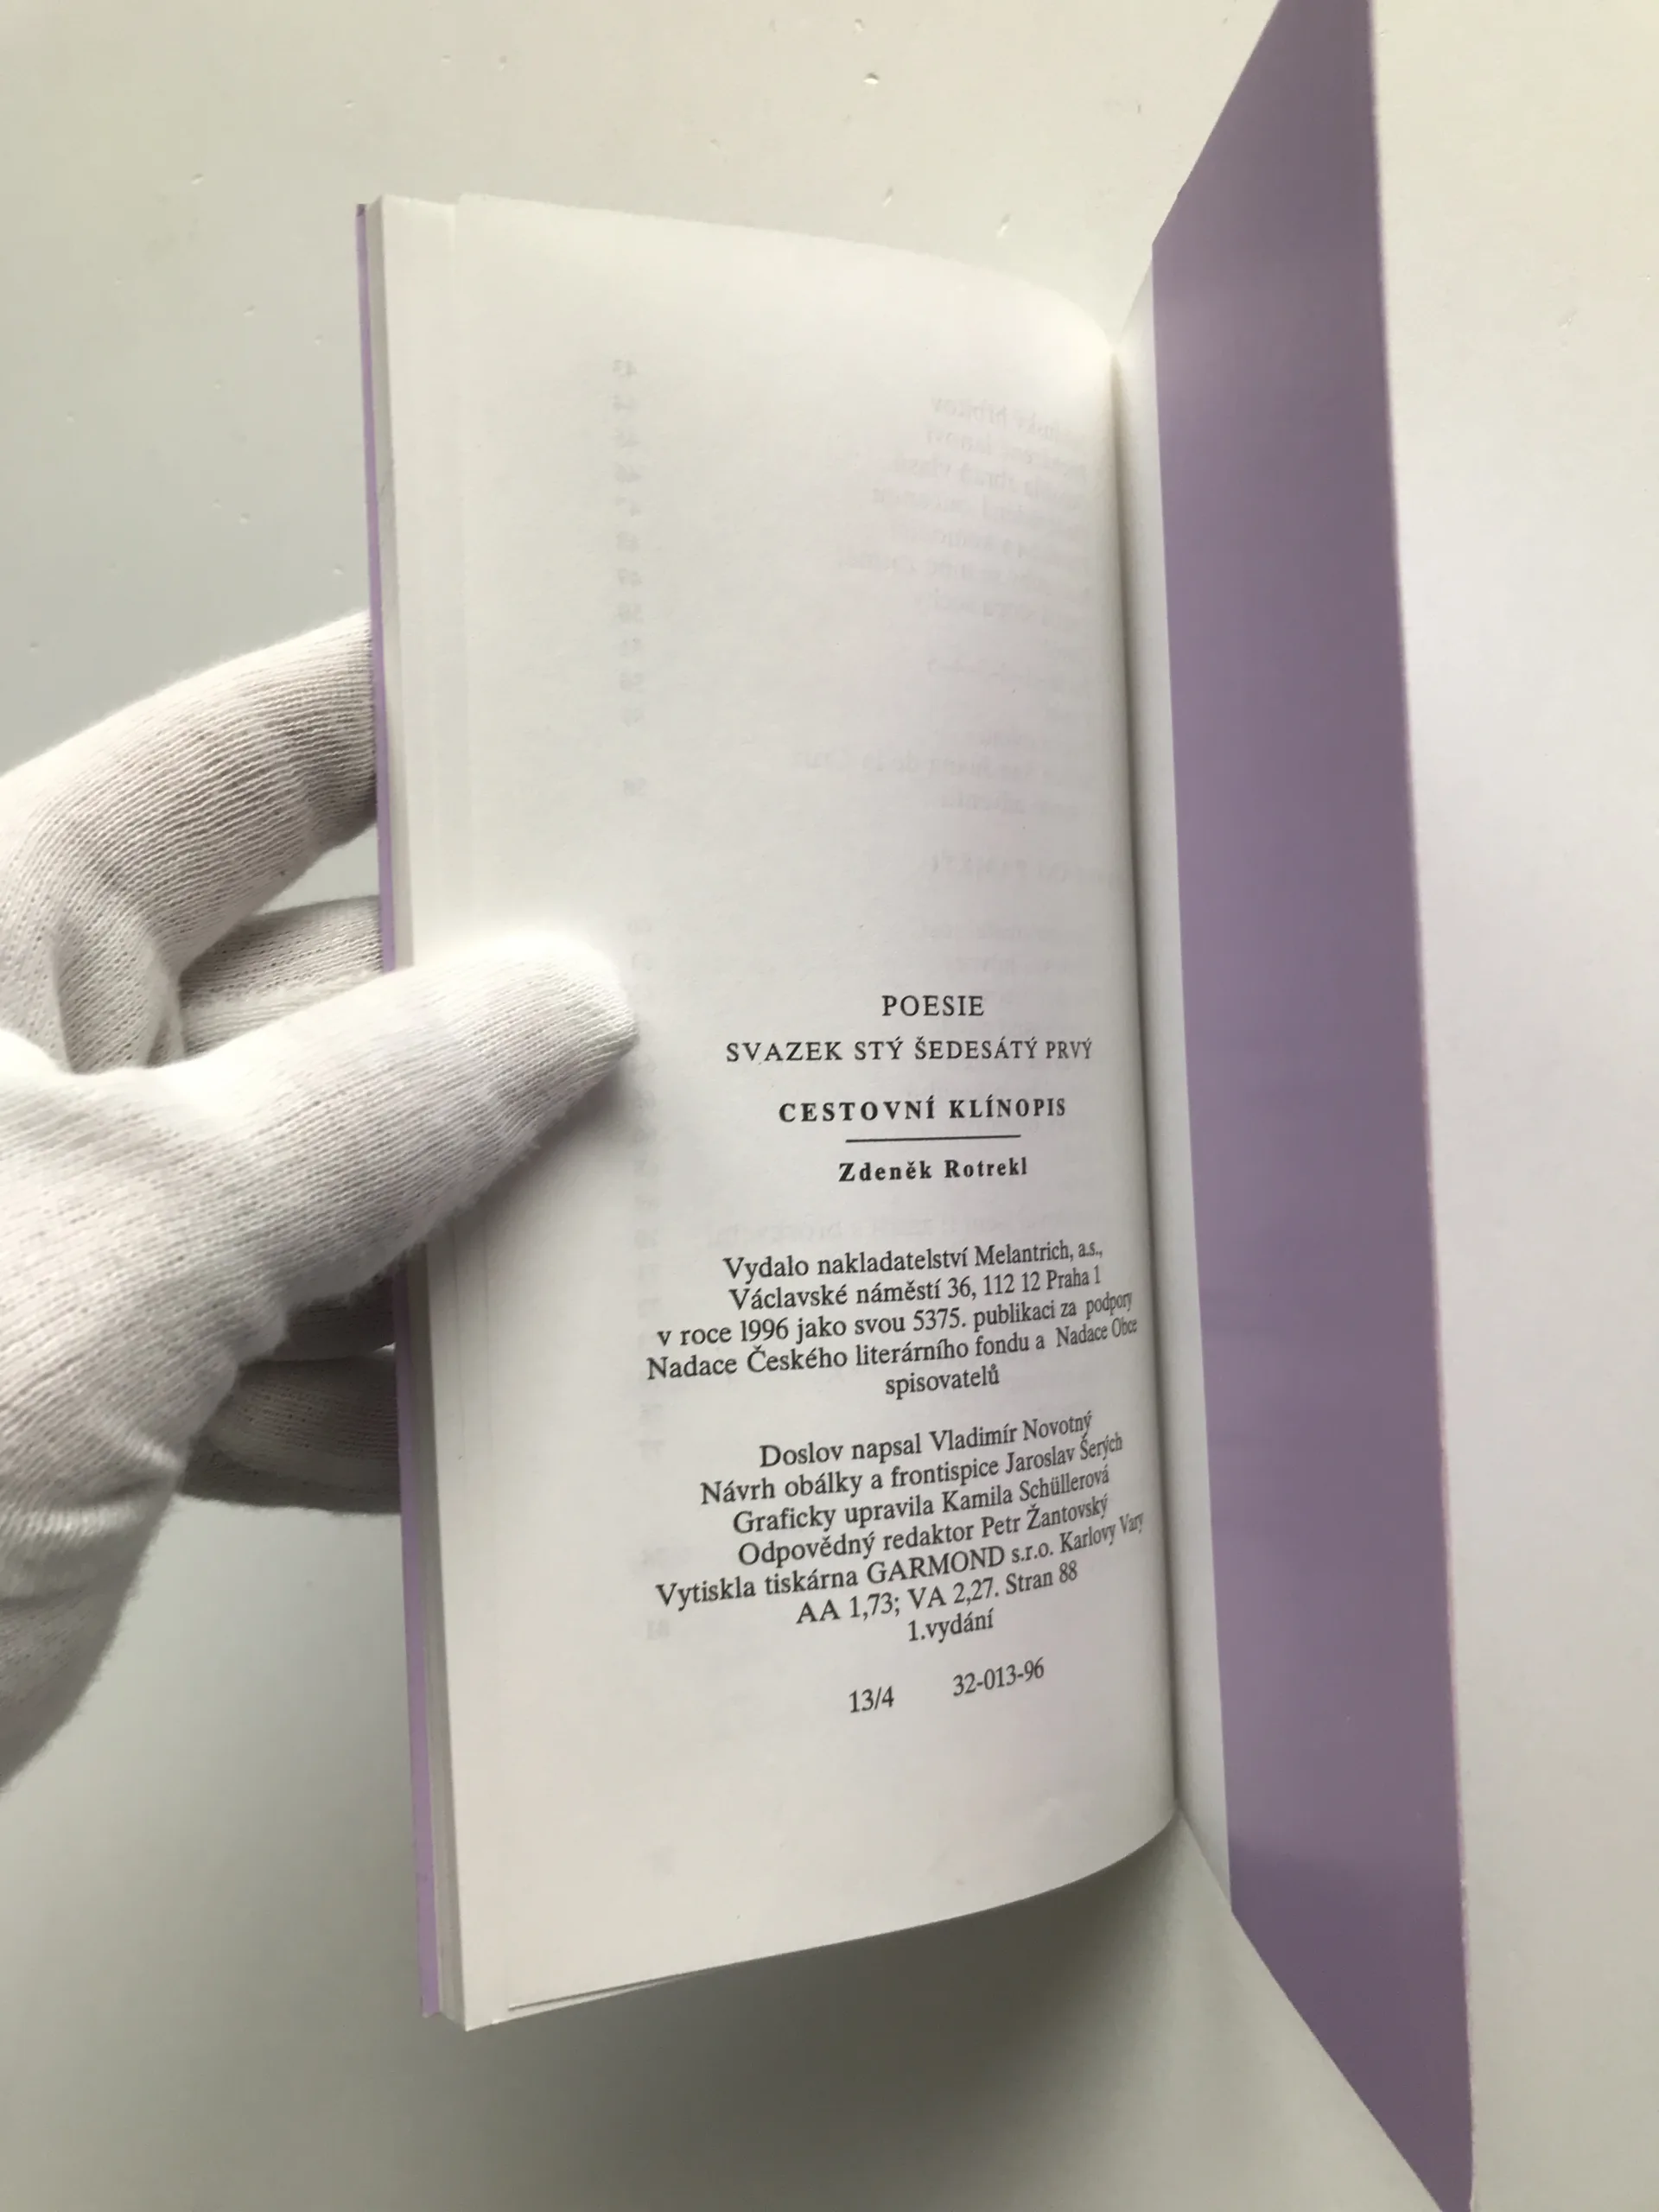 POESIE
SVAZEK STÝ ŠEDESÁTÝ PRVÝ
CESTOVNÍ KLÍNOPIS
Zdeněk Rotrekl
Vydalo nakladatelství Melantrich, a.s.,
Václavské náměstí 36, 112 12 Praha 1
v roce 1996 jako svou 5375. publikaci za podpory
Nadace Českého literárního fondu a Nadace Obce
spisovatelů
Doslov napsal Vladimír Novotný
Návrh obálky a frontispice Jaroslav Šerých
Graficky upravila Kamila Schüllerová
Odpovědný redaktor Petr Žantovský
Vytiskla tiskárna GARMOND s.r.o. Karlovy Vary
AA 1,73; VA 2,27. Stran 88
1.vydání
13/4 32-013-96